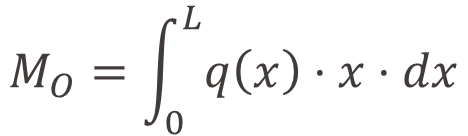 M_O = ∫_0^L q(x) · x · dx